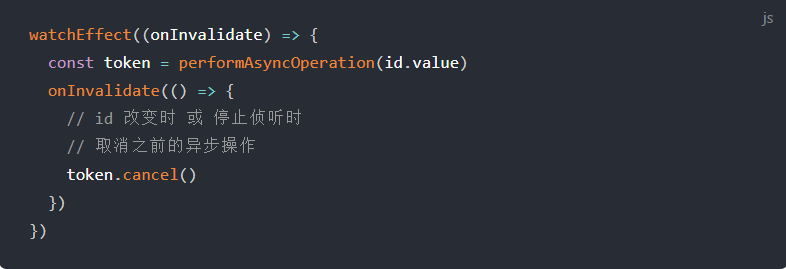 js
watchEffect((onInvalidate) => {
  const token = performAsyncOperation(id.value)
  onInvalidate(() => {
    // id 改变时 或 停止侦听时
    // 取消之前的异步操作
    token.cancel()
  })
})